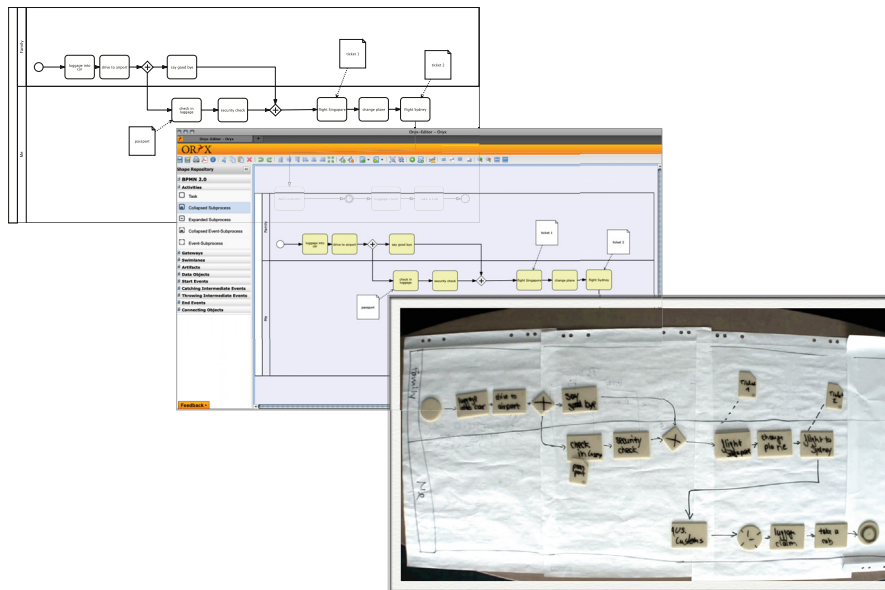 Family
luggage into
car
drive to airport
say good bye
ticket 1
ticket 2
Me
check in
luggage
security check
flight Singapore
change plane
flight Sydney
passport
Oryx-Editor - Oryx
Oryx-Editor - Oryx
ORYX
Shape Repository
BPMN 2.0
Activities
Task
Collapsed Subprocess
Expanded Subprocess
Collapsed Event-Subprocess
Event-Subprocess
Gateways
Swimlanes
Artifacts
Data Objects
Start Events
Catching Intermediate Events
Throwing Intermediate Events
End Events
Connecting Objects
Feedback
Family
luggage into
car
drive to airport
say good bye
ticket 1
ticket 2
Me
check in
luggage
security check
flight Singapore
change plane
flight Sydney
passport
Family
drive to
airport
say
good bye
check
security
check
flight
change
plane
flight to
Sydney
Me
Customs
luggage
claim
take a
cab